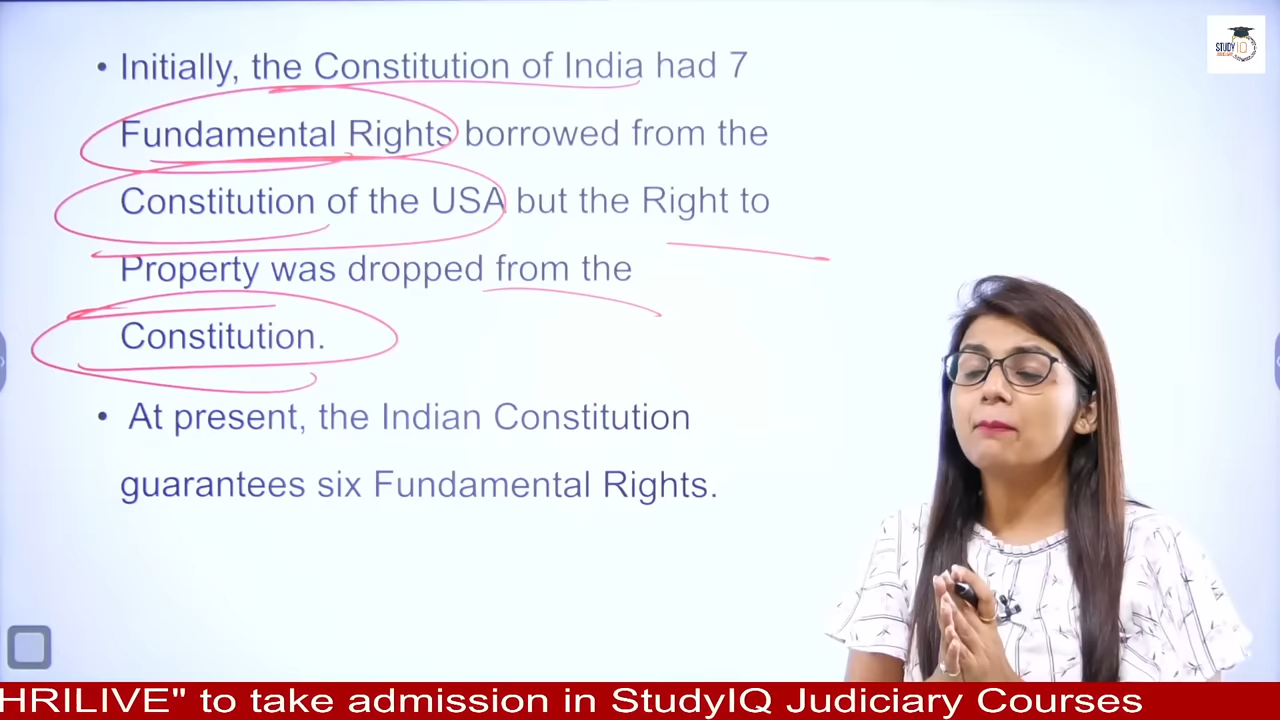 • Initially, the Constitution of India had 7
Fundamental Rights borrowed from the
Constitution of the USA but the Right to
Property was dropped from the
Constitution.
• At present, the Indian Constitution
guarantees six Fundamental Rights.
STUDY IQ
HRILIVE" to take admission in StudyIQ Judiciary Courses